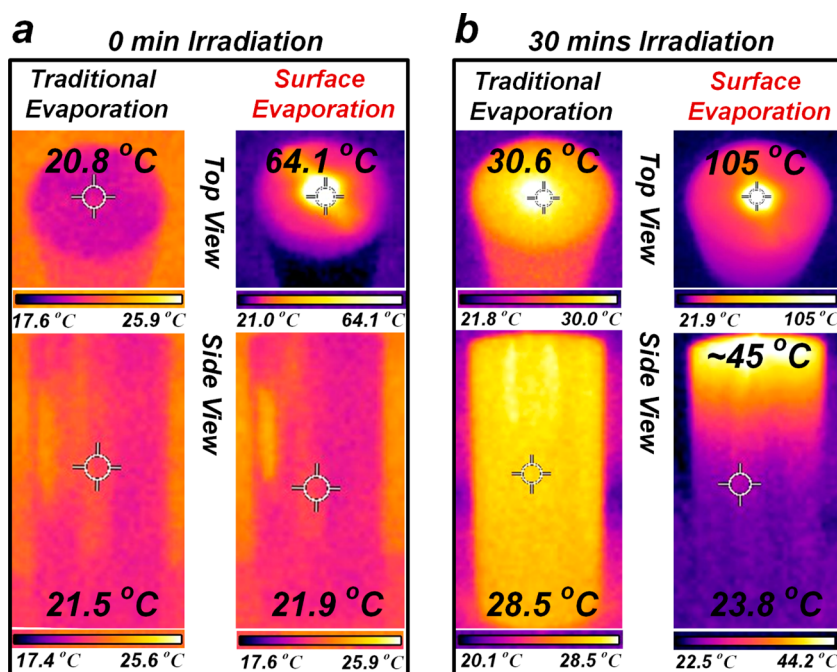 a
0 min Irradiation
Traditional
Evaporation
Surface
Evaporation
20.8 °C
Top View
64.1 °C
17.6 °C
25.9 °C
21.0 °C
64.1 °C
Side View
21.5 °C
21.9 °C
17.4 °C
25.6 °C
17.6 °C
25.9 °C
b
30 mins Irradiation
Traditional
Evaporation
Surface
Evaporation
30.6 °C
Top View
105 °C
21.8 °C
30.0 °C
21.9 °C
105 °C
Side View
~45 °C
28.5 °C
23.8 °C
20.1 °C
28.5 °C
22.5 °C
44.2 °C